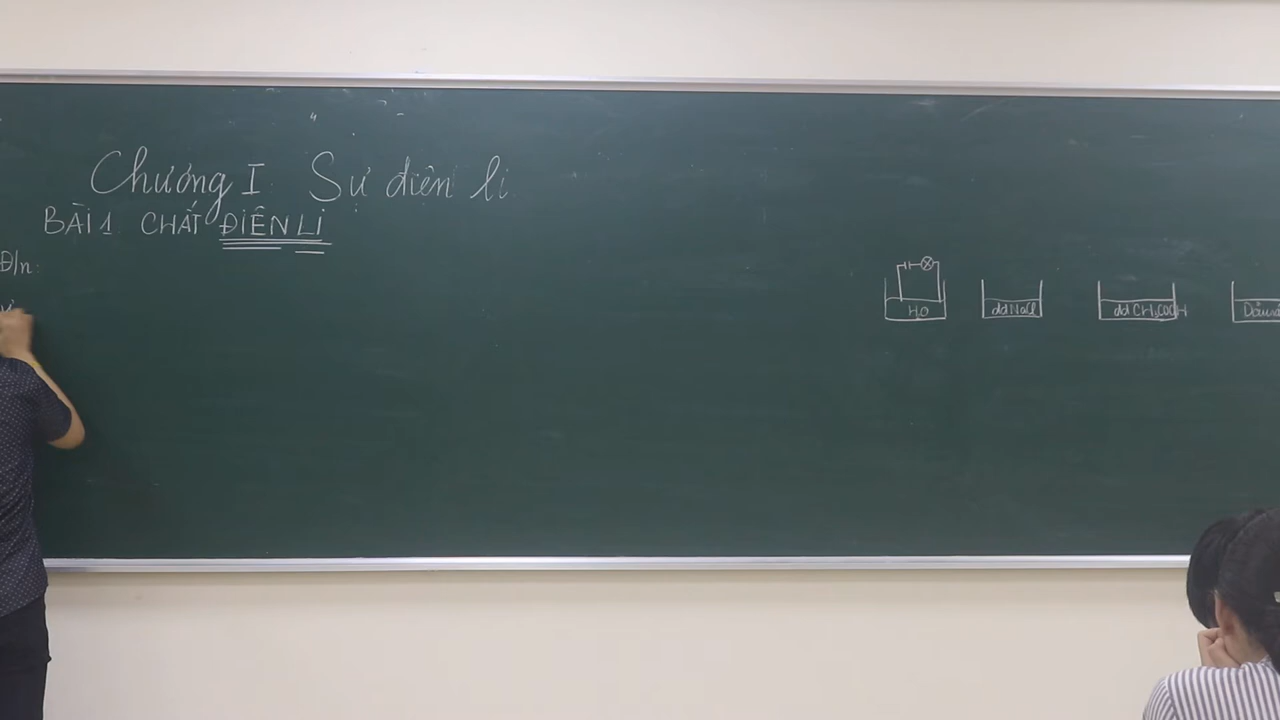 Chương I: Sự điện li
BÀI 1 CHẤT ĐIỆN LI
Đ/n:
H₂O
dd NaCl
dd CH₃COOH